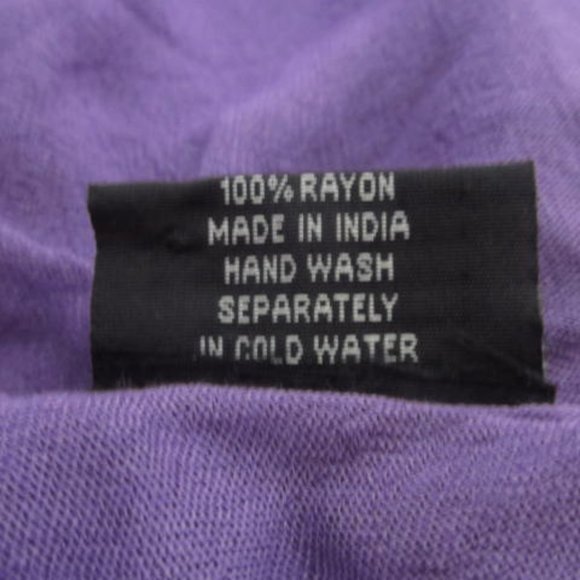 100% RAYON
MADE IN INDIA
HAND WASH
SEPARATELY
IN COLD WATER